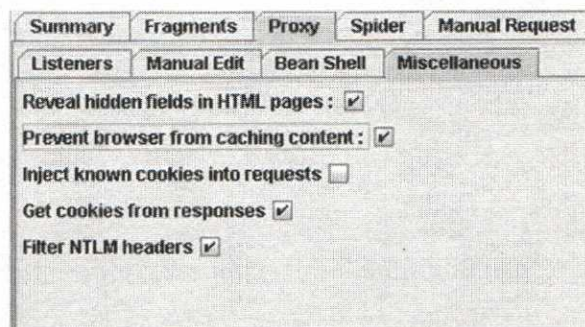 Summary Fragments Proxy Spider Manual Request
Listeners Manual Edit Bean Shell Miscellaneous
Reveal hidden fields in HTML pages :
Prevent browser from caching content :
Inject known cookies into requests
Get cookies from responses
Filter NTLM headers